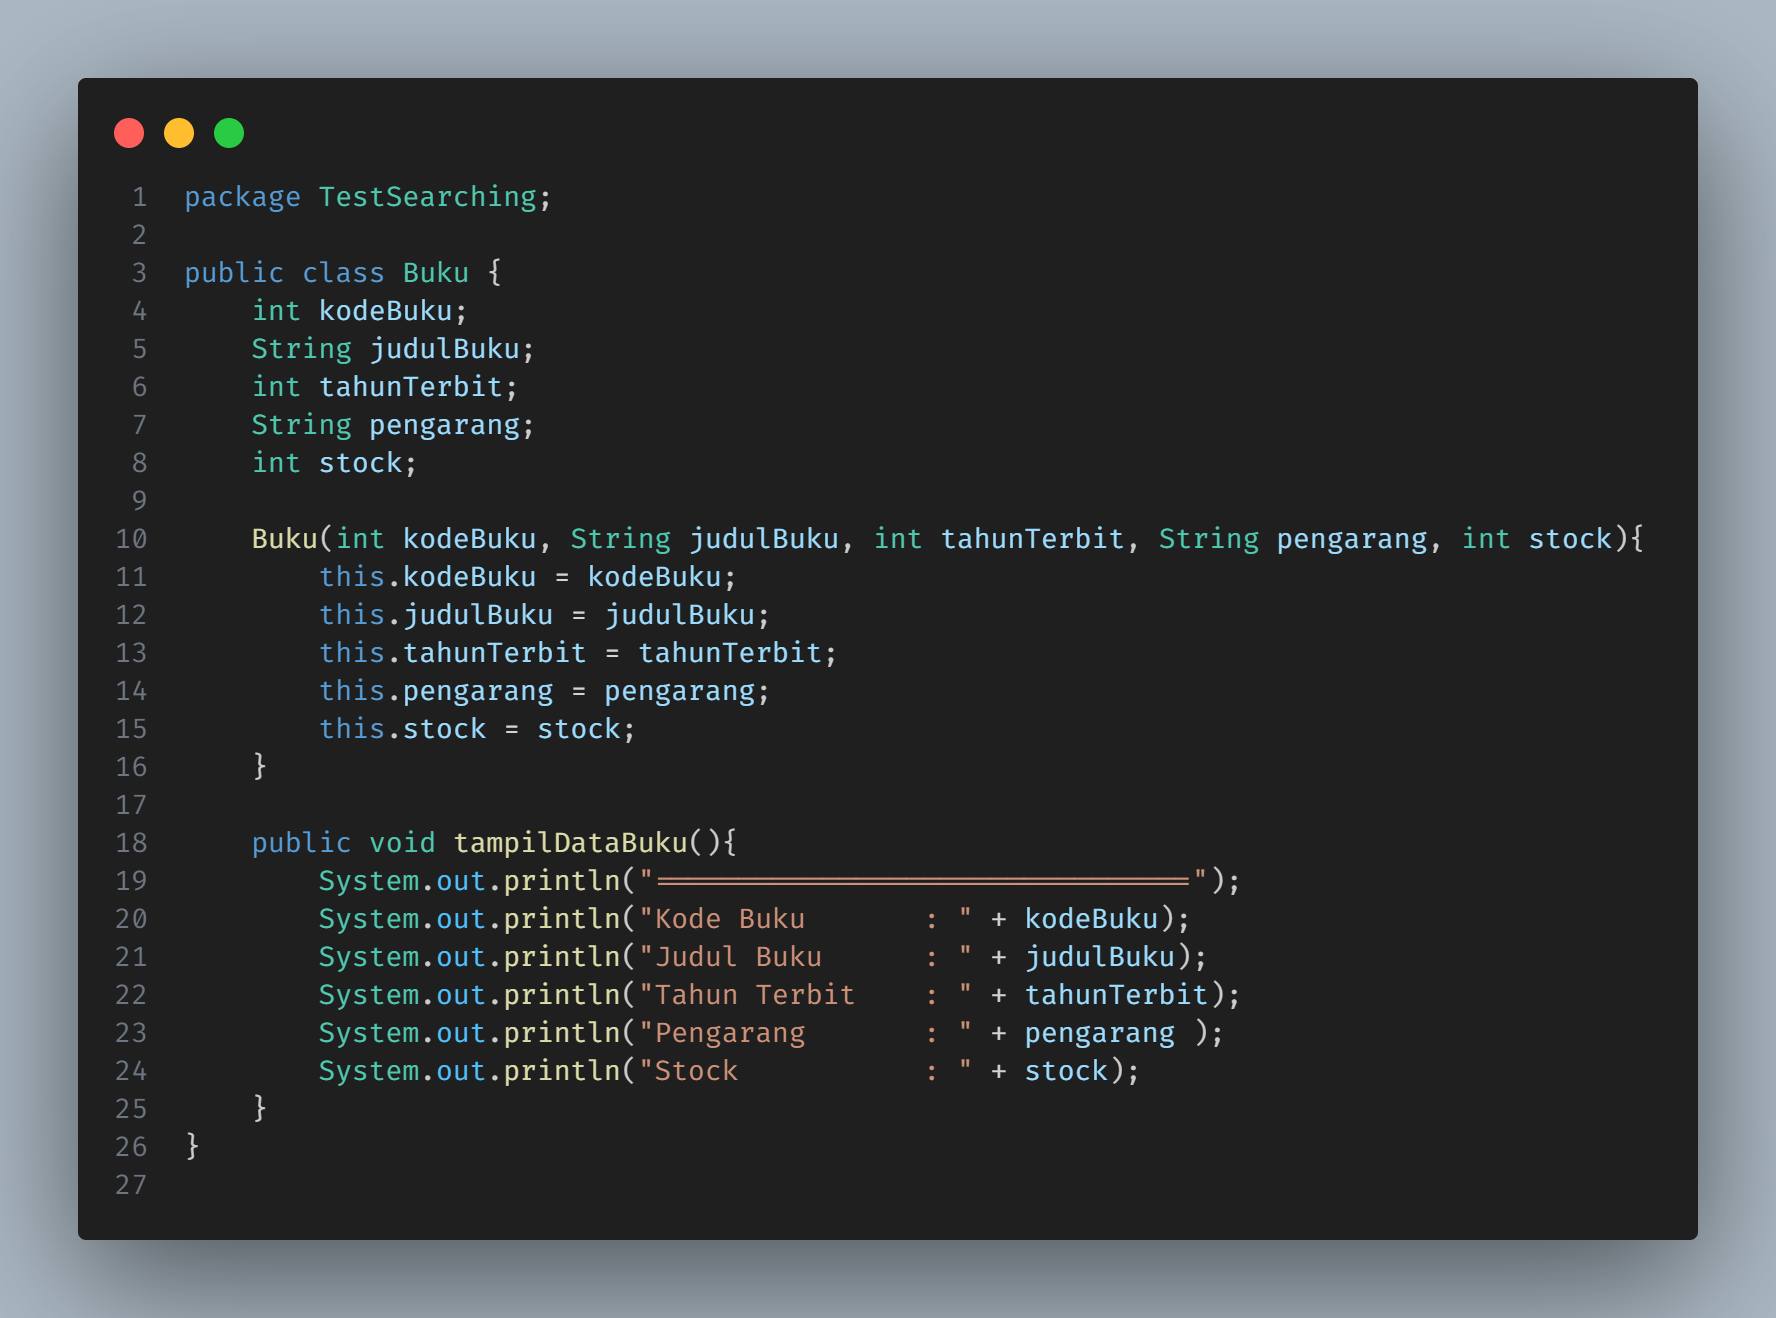 1 package TestSearching;
2
3 public class Buku {
4     int kodeBuku;
5     String judulBuku;
6     int tahunTerbit;
7     String pengarang;
8     int stock;
9
10     Buku(int kodeBuku, String judulBuku, int tahunTerbit, String pengarang, int stock){
11         this.kodeBuku = kodeBuku;
12         this.judulBuku = judulBuku;
13         this.tahunTerbit = tahunTerbit;
14         this.pengarang = pengarang;
15         this.stock = stock;
16     }
17
18     public void tampilDataBuku(){
19         System.out.println("================================");
20         System.out.println("Kode Buku       : " + kodeBuku);
21         System.out.println("Judul Buku      : " + judulBuku);
22         System.out.println("Tahun Terbit    : " + tahunTerbit);
23         System.out.println("Pengarang       : " + pengarang );
24         System.out.println("Stock           : " + stock);
25     }
26 }
27